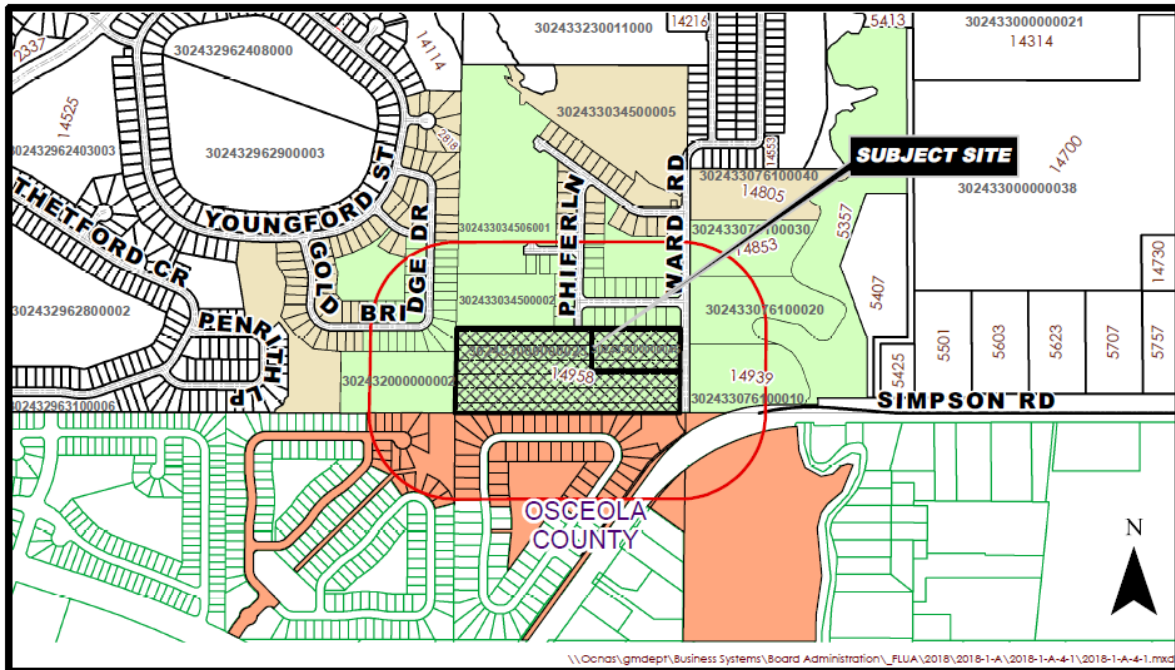 2337
14525
302432962408000
14114
14216
302433230011000
5413
302433000000021
14314
302432962403003
302432962900003
2818
302433034500005
14553
SUBJECT SITE
14700
302433000000038
302433076100040
14805
THETFORD CR
YOUNGFORD ST
GOLD
BRI
DGE DR
PHIFER LN
WARD RD
302433034506001
14853
5357
14730
302432962800002
302433034500002
302433076100020
5407
5501
5603
5623
5707
5757
PENRITH LP
302432000000002
14958
14939
5425
302432963100006
302433076100010
SIMPSON RD
OSCEOLA
COUNTY
N
\\Ocnas\gmdept\Business Systems\Board Administration\_FLUA\2018\2018-1-A\2018-1-A-4-1\2018-1-A-4-1.mxd